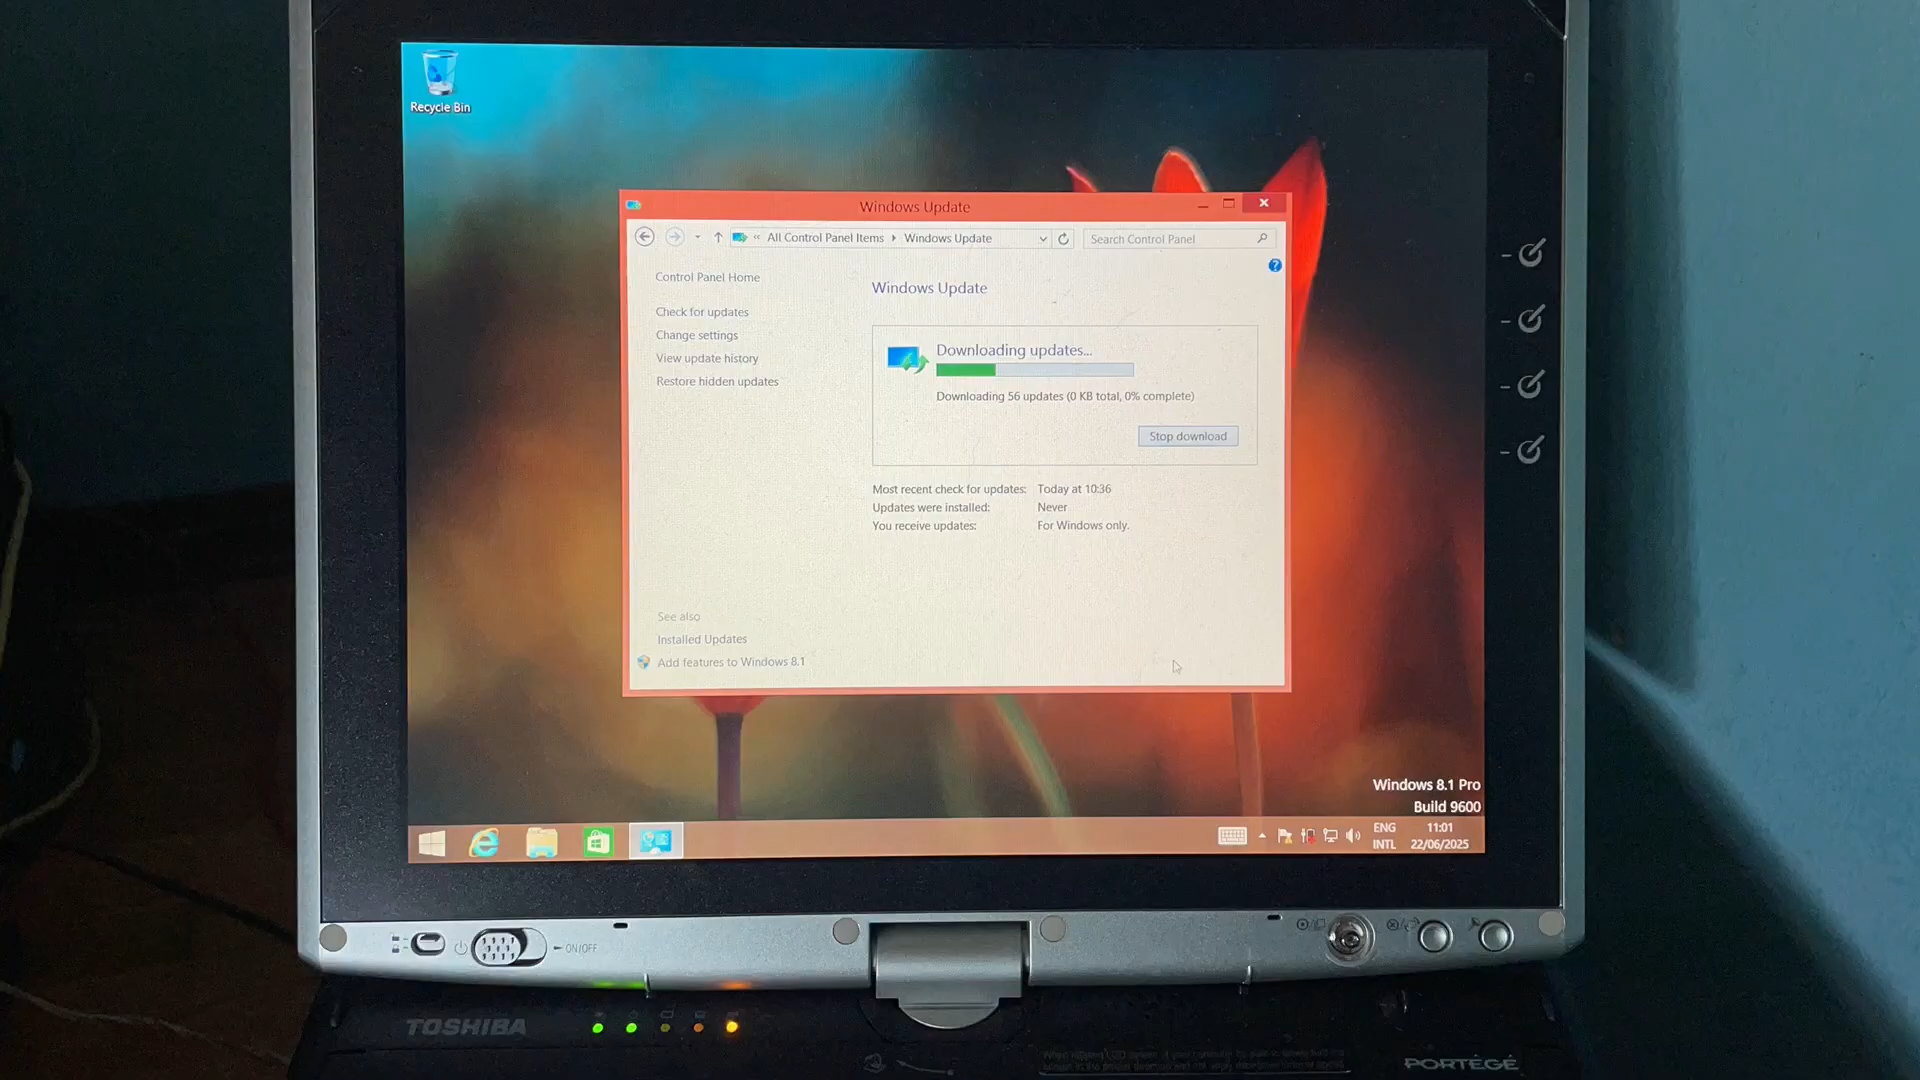 Recycle Bin
Windows Update
All Control Panel Items
Windows Update
Search Control Panel
Control Panel Home
Check for updates
Change settings
View update history
Restore hidden updates
Windows Update
Downloading updates...
Downloading 56 updates (0 KB total, 0% complete)
Stop download
Most recent check for updates: Today at 10:36
Updates were installed: Never
You receive updates: For Windows only.
See also
Installed Updates
Add features to Windows 8.1
Windows 8.1 Pro
Build 9600
ENG
INTL
11:01
22/06/2025
ON/OFF
TOSHIBA
PORTÉGÉ